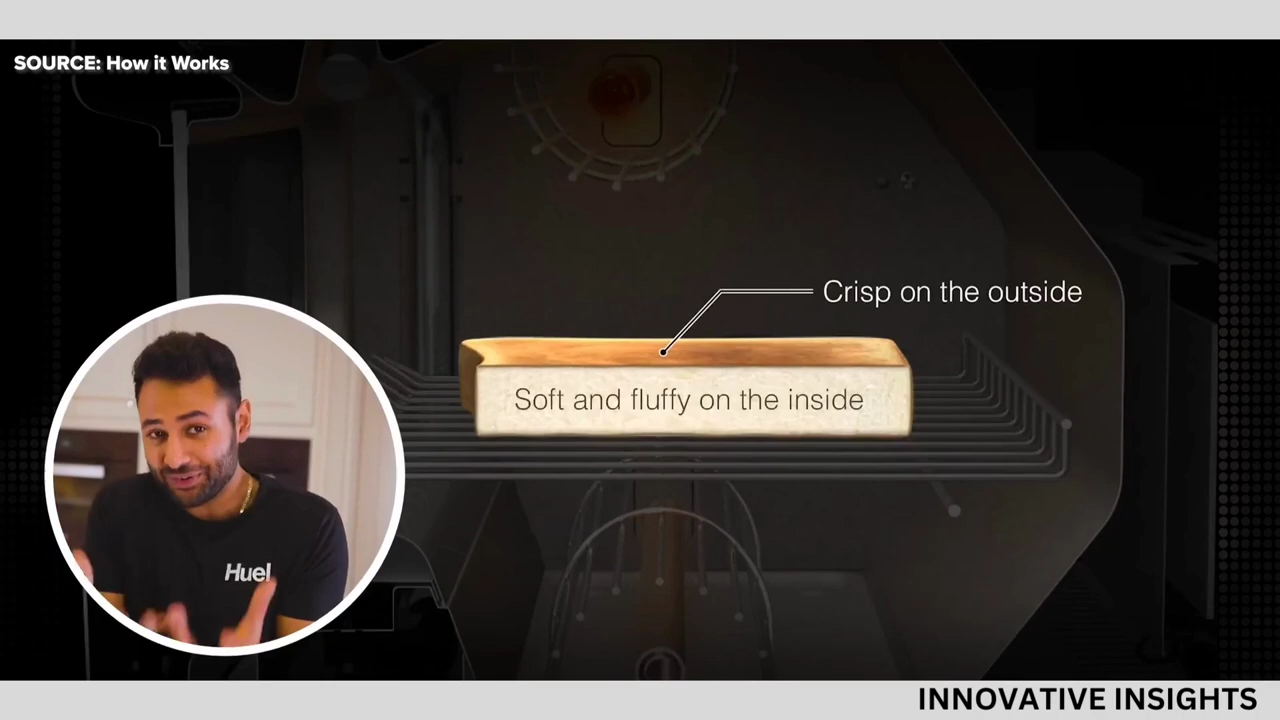 SOURCE: How it Works
Crisp on the outside
Soft and fluffy on the inside
Huel
INNOVATIVE INSIGHTS